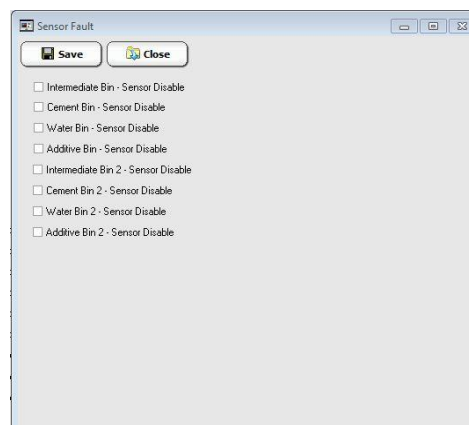 Sensor Fault
Save Close
Intermediate Bin - Sensor Disable
Cement Bin - Sensor Disable
Water Bin - Sensor Disable
Additive Bin - Sensor Disable
Intermediate Bin 2 - Sensor Disable
Cement Bin 2 - Sensor Disable
Water Bin 2 - Sensor Disable
Additive Bin 2 - Sensor Disable